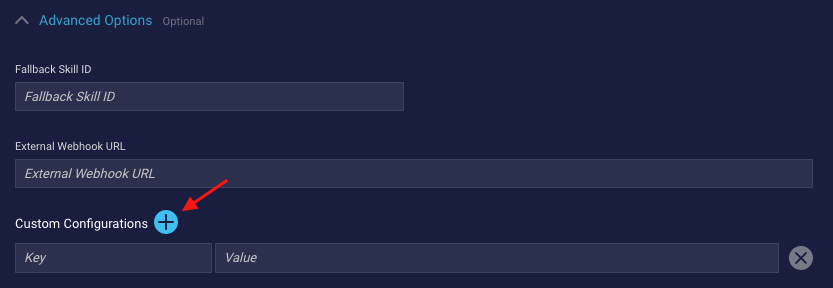 Advanced Options Optional
Fallback Skill ID
Fallback Skill ID
External Webhook URL
External Webhook URL
Custom Configurations
Key Value